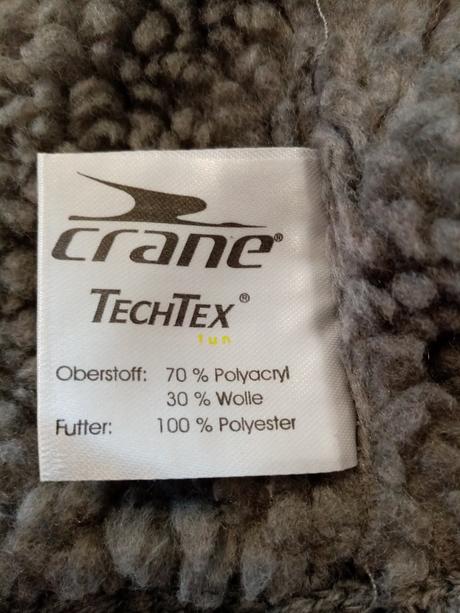 crane®
TECHTEX®
fun
Oberstoff: 70 % Polyacryl
30 % Wolle
Futter: 100 % Polyester